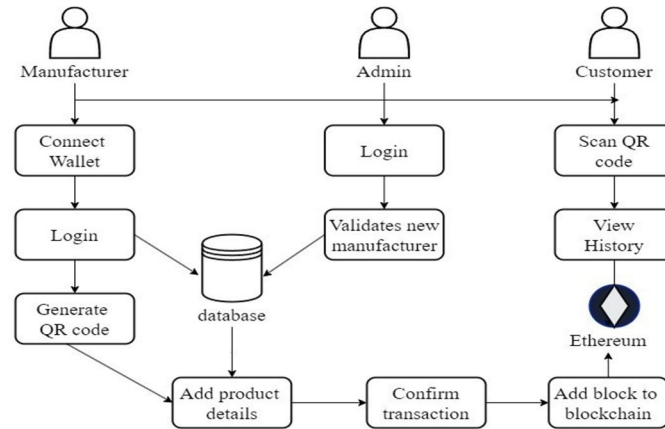 Manufacturer
Admin
Customer
Connect
Wallet
Login
Scan QR
code
Login
Validates new
manufacturer
View
History
Generate
QR code
database
Ethereum
Add product
details
Confirm
transaction
Add block to
blockchain